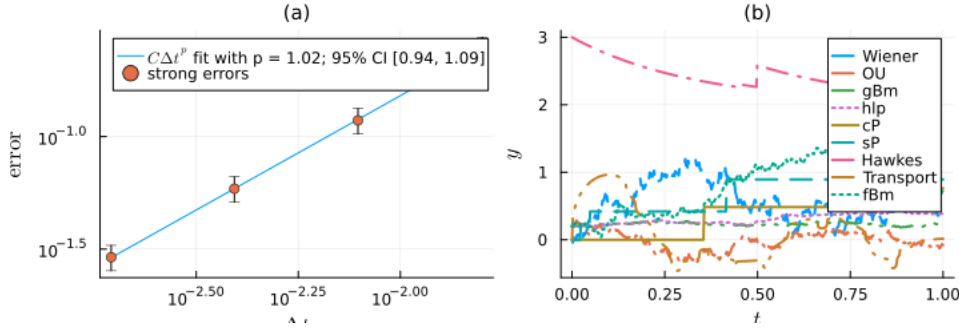 (a)
CΔt^p fit with p = 1.02; 95% CI [0.94, 1.09]
strong errors
error
10^-1.0
10^-1.5
10^-2.50
10^-2.25
10^-2.00
(b)
y
3
2
1
0
Wiener
OU
gBm
hlp
cP
sP
Hawkes
Transport
fBm
0.00
0.25
0.50
0.75
1.00
t